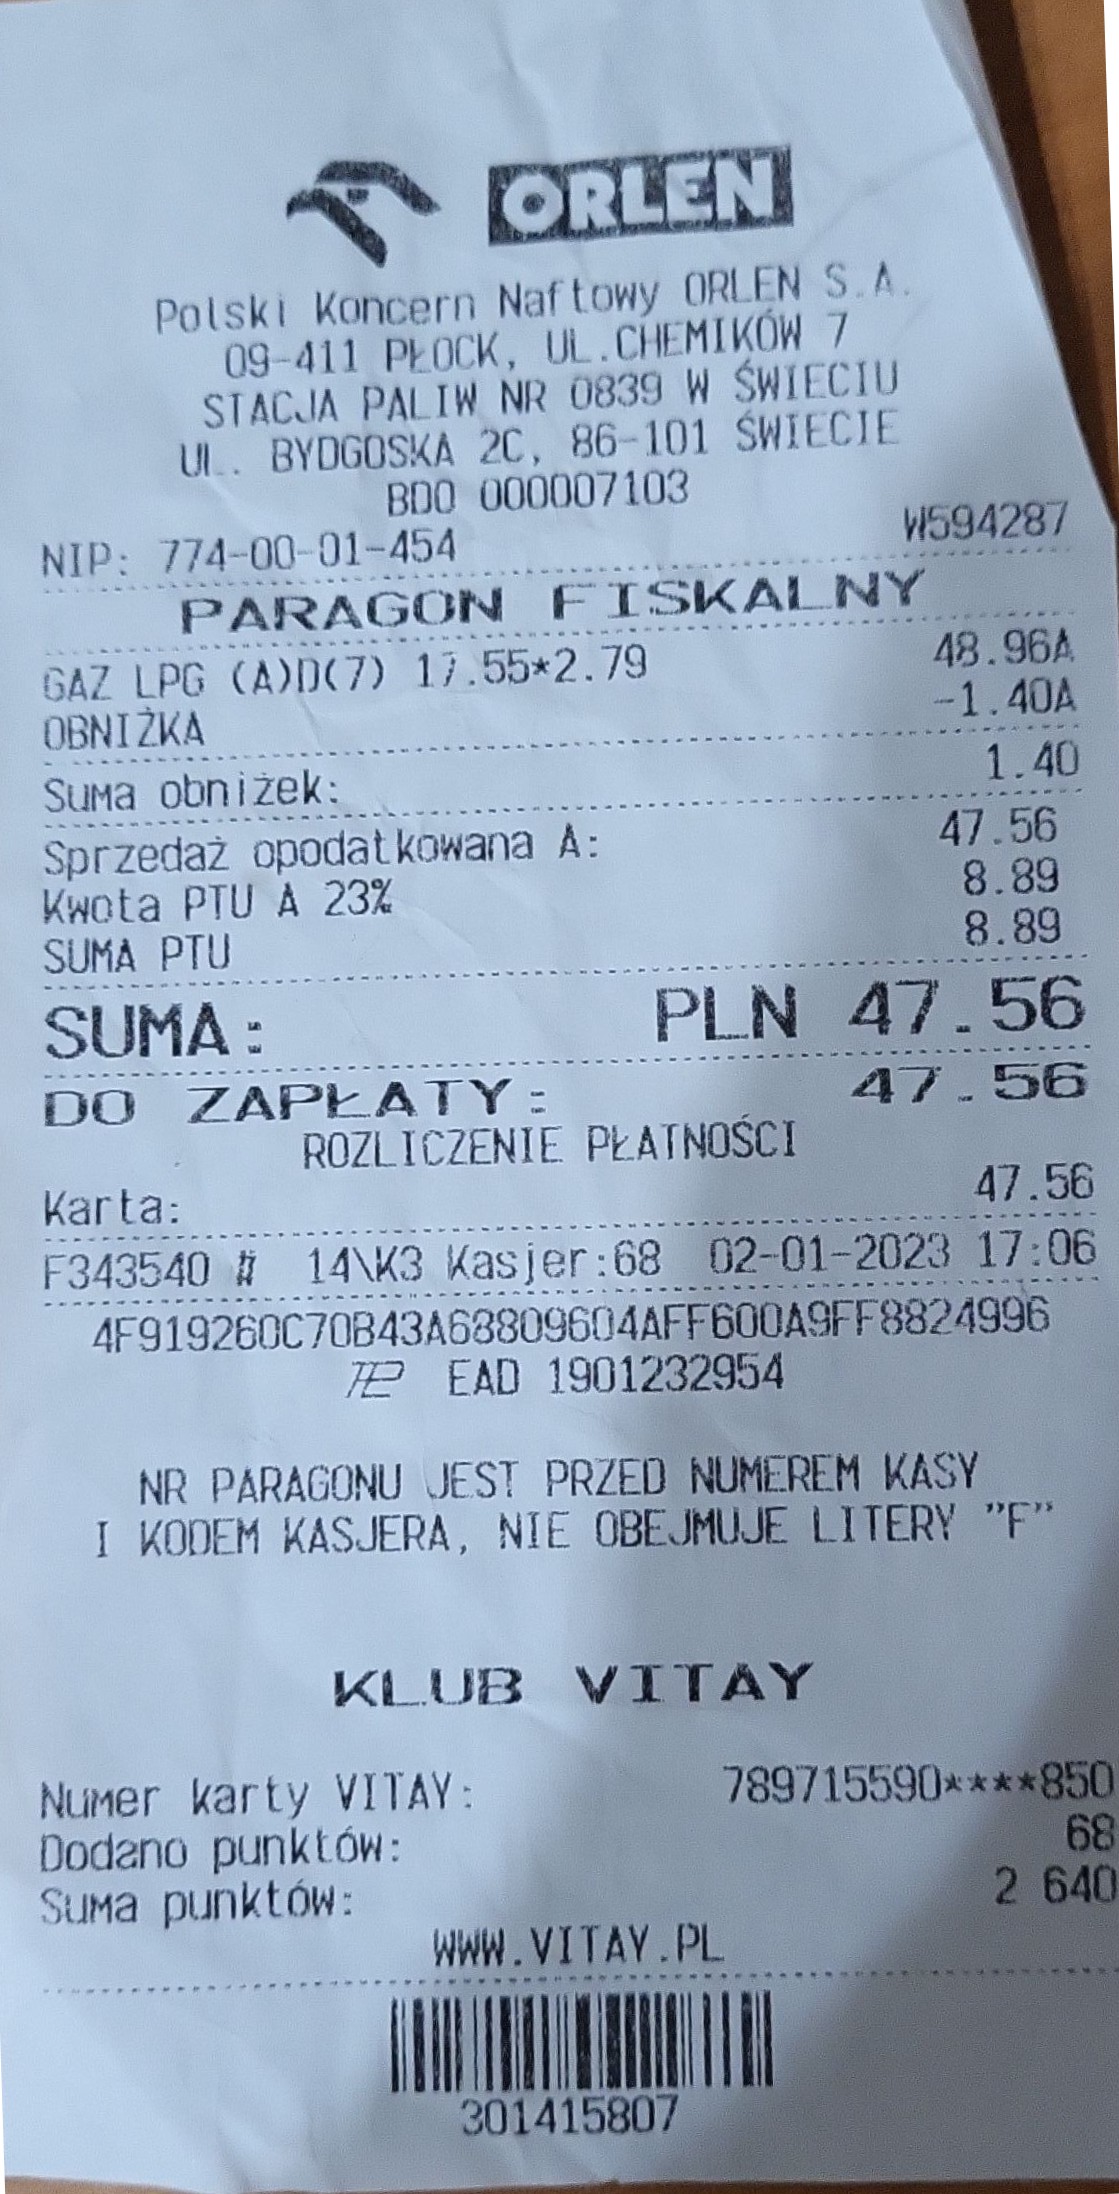 ORLEN
Polski Koncern Naftowy ORLEN S.A.
09-411 PŁOCK, UL.CHEMIKÓW 7
STACJA PALIW NR 0839 W ŚWIECIU
UL. BYDGOSKA 2C, 86-101 ŚWIECIE
BDO 000007103
NIP: 774-00-01-454 W594287
PARAGON FISKALNY
GAZ LPG (A)D(7) 17.55*2.79 48.96A
OBNIŻKA -1.40A
Suma obniżek: 1.40
Sprzedaż opodatkowana A: 47.56
Kwota PTU A 23% 8.89
SUMA PTU 8.89
SUMA: PLN 47.56
DO ZAPŁATY: 47.56
ROZLICZENIE PŁATNOŚCI
Karta: 47.56
F343540 # 14\K3 Kasjer:68 02-01-2023 17:06
4F919260C70B43A68809604AFF600A9FF8824996
EAD 1901232954
NR PARAGONU JEST PRZED NUMEREM KASY
I KODEM KASJERA, NIE OBEJMUJE LITERY "F"
KLUB VITAY
Numer karty VITAY: 789715590****850
Dodano punktów: 68
Suma punktów: 2 640
WWW.VITAY.PL
301415807